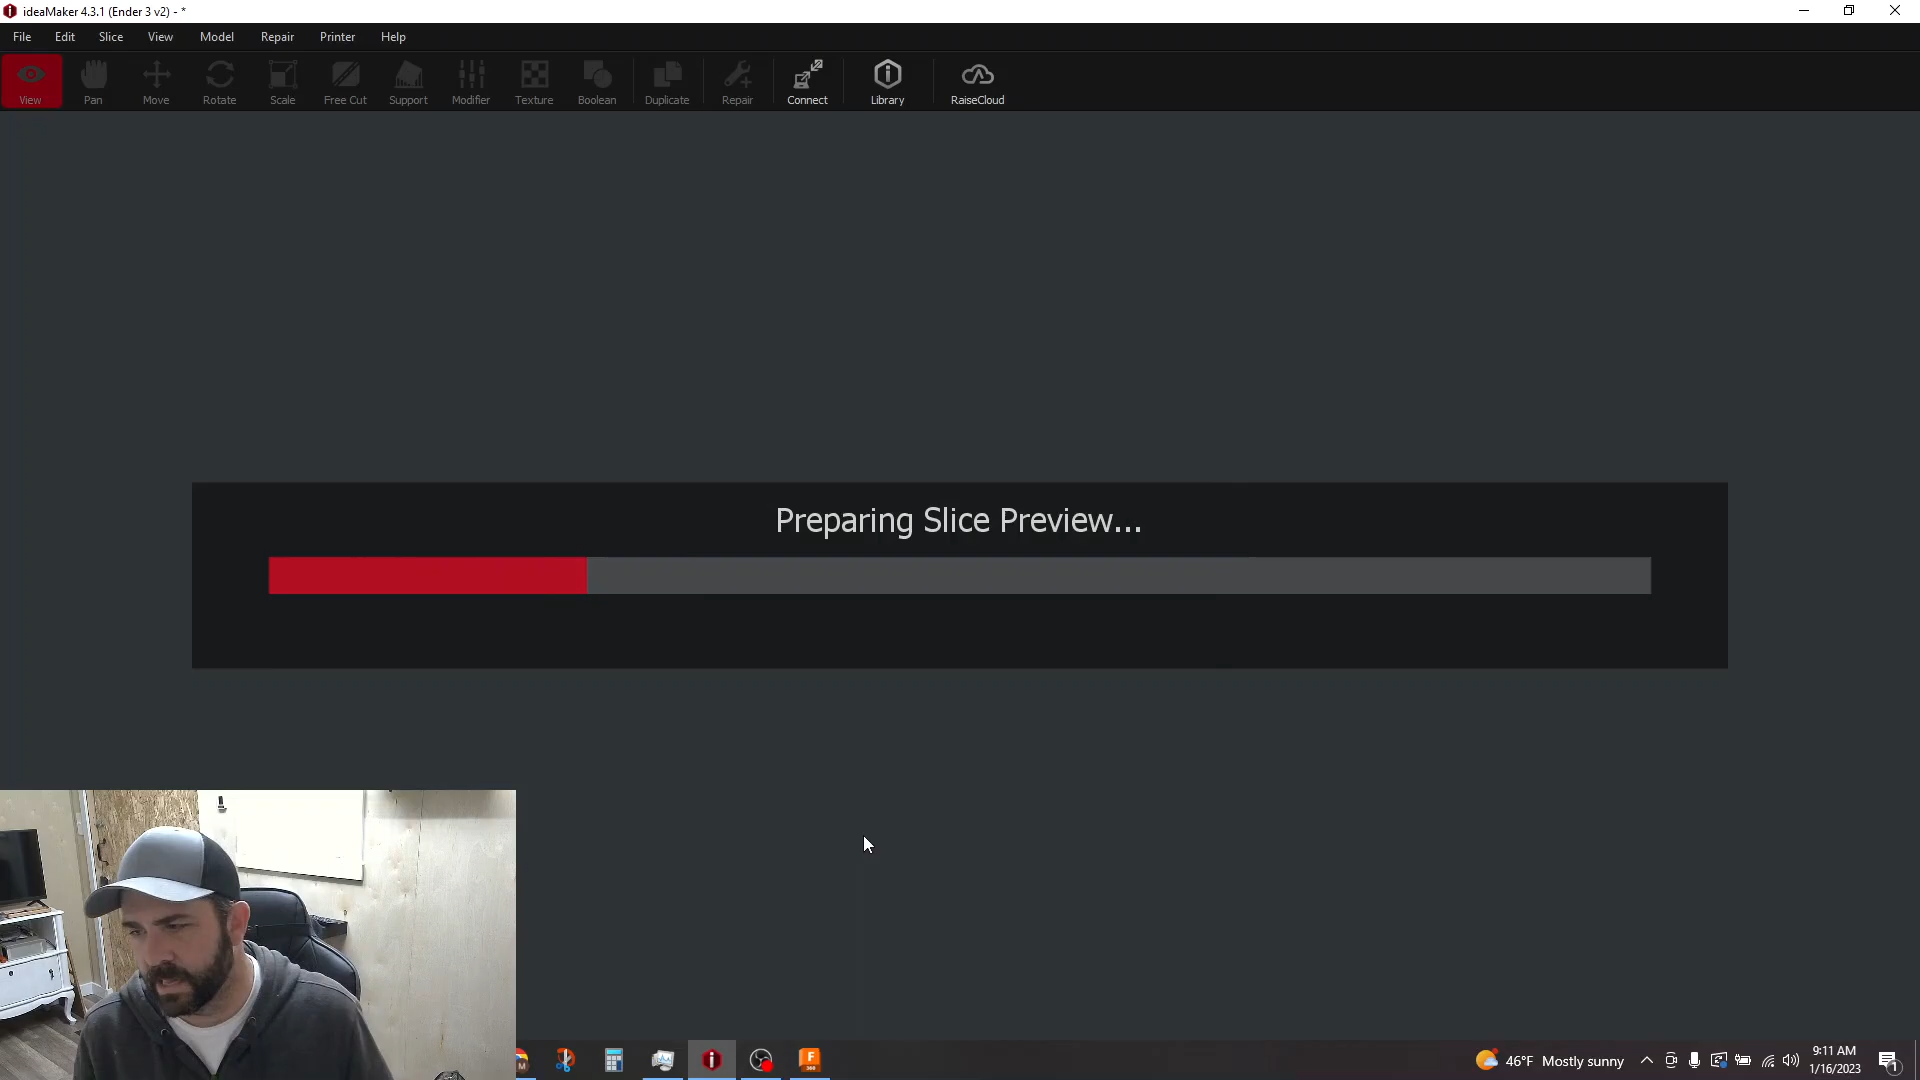 ideaMaker 4.3.1 (Ender 3 v2) - *
File Edit Slice View Model Repair Printer Help
View Pan Move Rotate Scale Free Cut Support Modifier Texture Boolean Duplicate Repair Connect Library RaiseCloud
Preparing Slice Preview...
46°F Mostly sunny
9:11 AM
1/16/2023